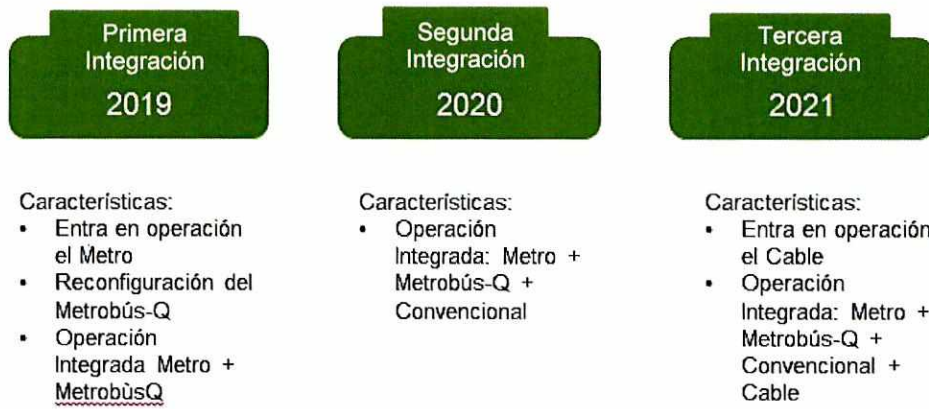 Primera
Integración
2019
Características:
• Entra en operación
el Metro
• Reconfiguración del
Metrobús-Q
• Operación
Integrada Metro +
MetrobùsQ
Segunda
Integración
2020
Características:
• Operación
Integrada: Metro +
Metrobús-Q +
Convencional
Tercera
Integración
2021
Características:
• Entra en operación
el Cable
• Operación
Integrada: Metro +
Metrobús-Q +
Convencional +
Cable